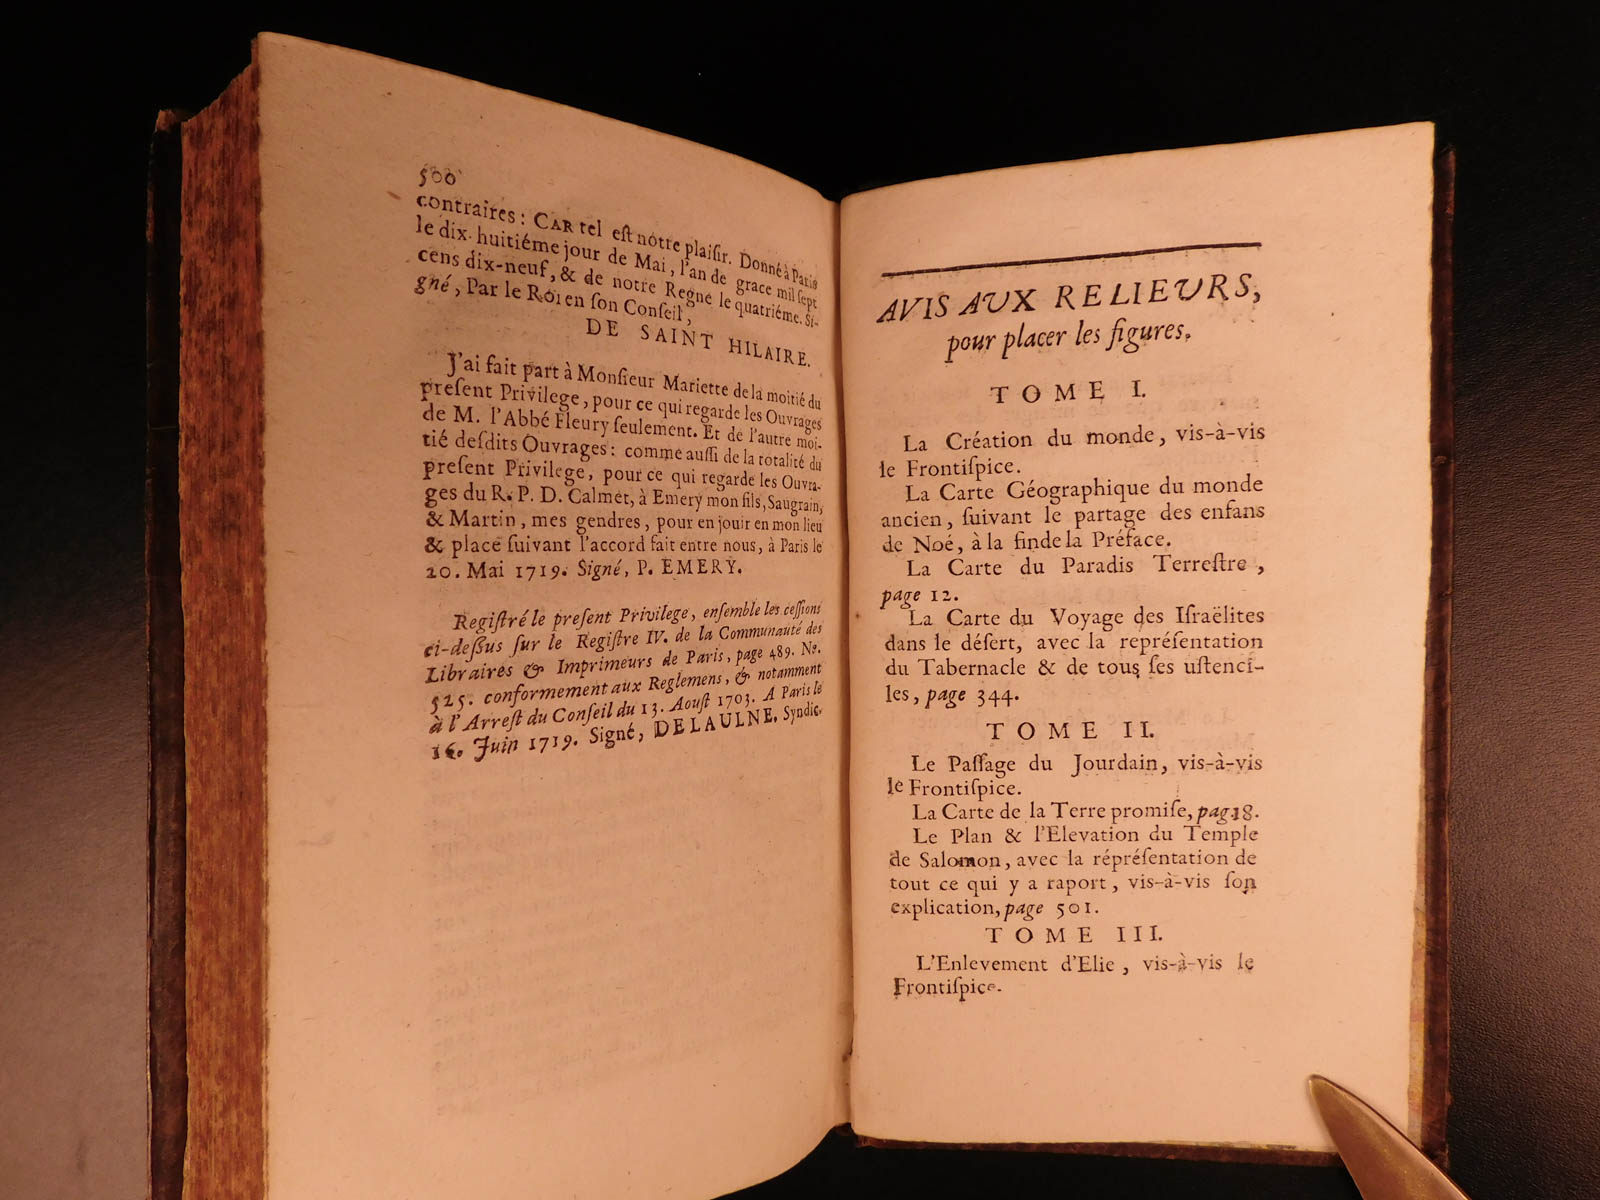 500
contraires : CAR tel eſt nôtre plaiſir. Donné à Paris
le dix-huitiéme jour de Mai, l'an de grace mil ſept
cens dix-neuf, & de notre Regne le quatriéme. Si-
gné, Par le Roi en ſon Conſeil,
DE SAINT HILAIRE.
J'ai fait part à Monſieur Mariette de la moitié du
preſent Privilege, pour ce qui regarde les Ouvrages
de M. l'Abbé Fleury ſeulement. Et de l'autre moi-
tié deſdits Ouvrages : comme auſſi de la totalité du
preſent Privilege, pour ce qui regarde les Ouvra-
ges du R. P. D. Calmet, à Emery mon fils, Saugrain,
& Martin, mes gendres, pour en jouir en mon lieu
& place ſuivant l'accord fait entre nous, à Paris le
20. Mai 1719. Signé, P. EMERY.
Regiſtré le preſent Privilege, enſemble les ceſſions
ci-deſſus ſur le Regiſtre IV. de la Communauté des
Libraires & Imprimeurs de Paris, page 489. No.
525. conformement aux Reglemens, & notamment
à l'Arreſt du Conſeil du 13. Aouſt 1703. A Paris le
16. Juin 1719. Signé, DELAULNE, Syndic.
AVIS AUX RELIEURS,
pour placer les figures.
TOME I.
La Création du monde, vis-à-vis
le Frontiſpice.
La Carte Géographique du monde
ancien, ſuivant le partage des enfans
de Noé, à la fin de la Préface.
La Carte du Paradis Terreſtre,
page 12.
La Carte du Voyage des Iſraëlites
dans le déſert, avec la repréſentation
du Tabernacle & de tous ſes uſtenci-
les, page 344.
TOME II.
Le Paſſage du Jourdain, vis-à-vis
le Frontiſpice.
La Carte de la Terre promiſe, pag. 18.
Le Plan & l'Elevation du Temple
de Salomon, avec la répréſentation de
tout ce qui y a raport, vis-à-vis ſon
explication, page 501.
TOME III.
L'Enlevement d'Elie, vis-à-vis le
Frontiſpice.